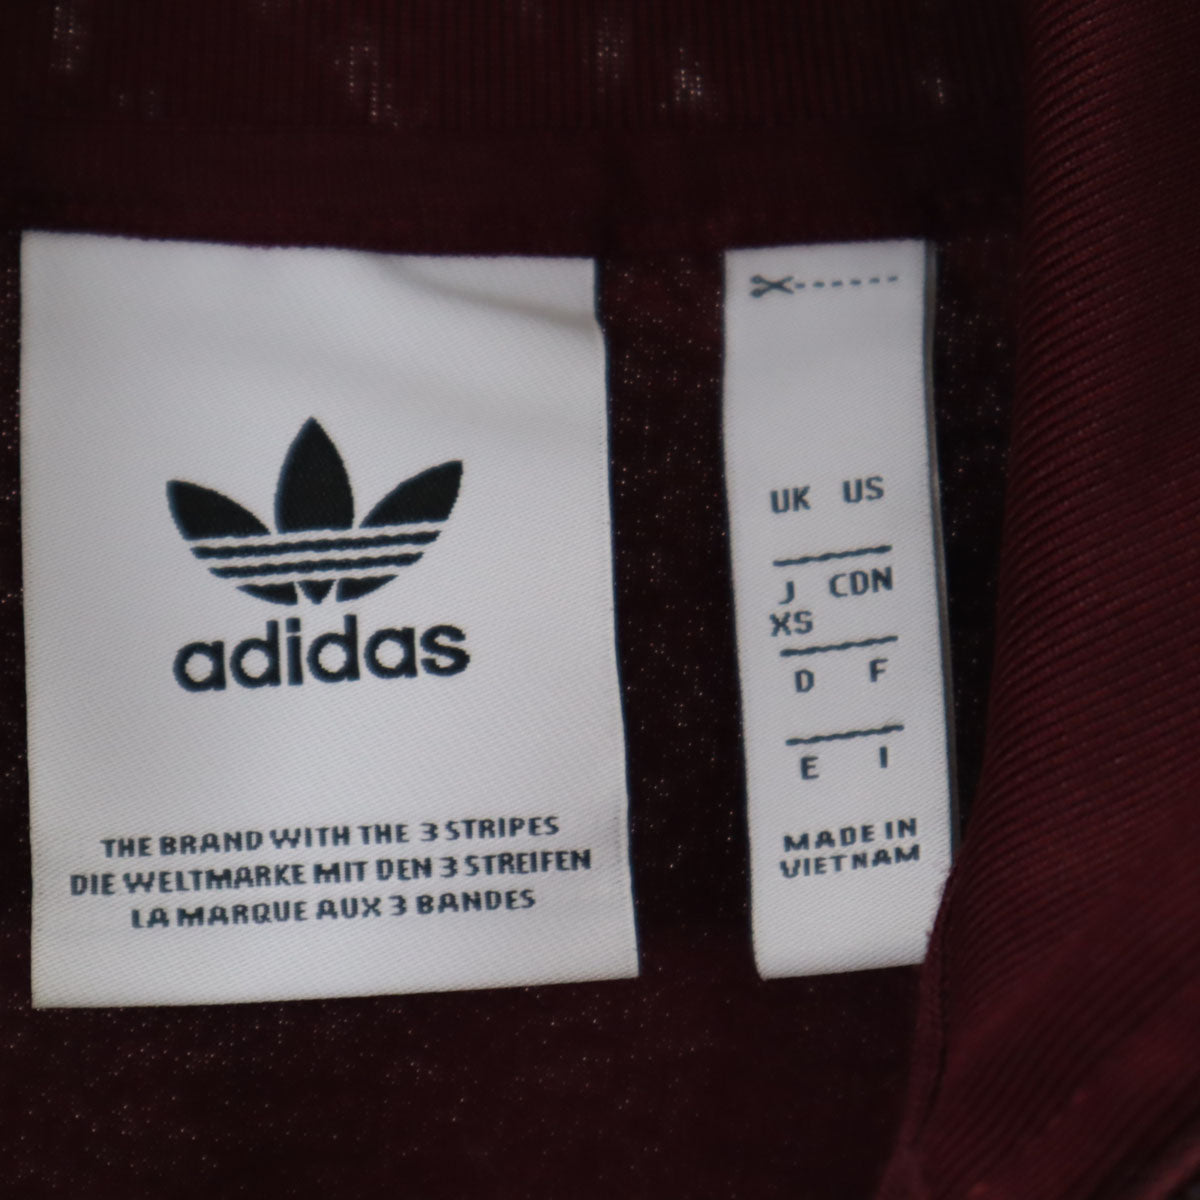 adidas
THE BRAND WITH THE 3 STRIPES
DIE WELTMARKE MIT DEN 3 STREIFEN
LA MARQUE AUX 3 BANDES
UK US
J CDN
XS
D F
E I
MADE IN
VIETNAM